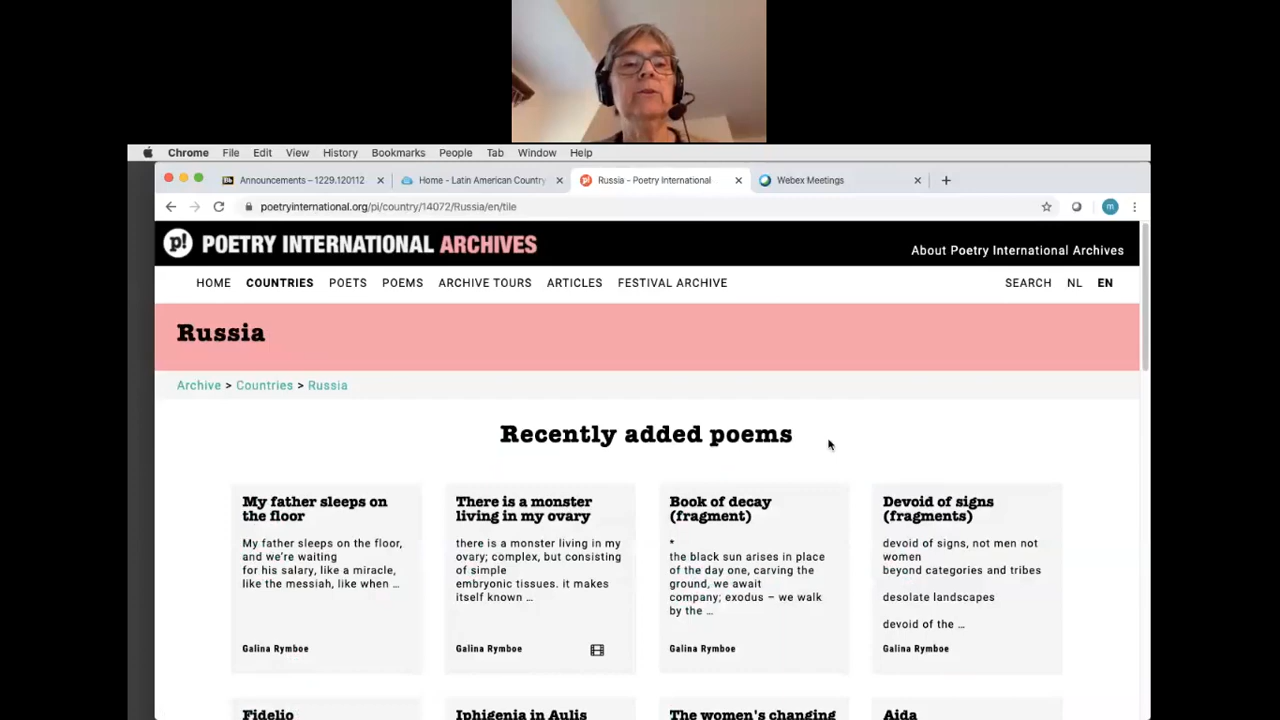 Chrome File Edit View History Bookmarks People Tab Window Help
Announcements – 1229.120112 Home - Latin American Country Russia - Poetry International Webex Meetings
poetryinternational.org/pi/country/14072/Russia/en/tile
m
p! POETRY INTERNATIONAL ARCHIVES
About Poetry International Archives
HOME COUNTRIES POETS POEMS ARCHIVE TOURS ARTICLES FESTIVAL ARCHIVE SEARCH NL EN
Russia
Archive > Countries > Russia
Recently added poems
My father sleeps on
the floor
My father sleeps on the floor,
and we're waiting
for his salary, like a miracle,
like the messiah, like when ...
Galina Rymboe
There is a monster
living in my ovary
there is a monster living in my
ovary; complex, but consisting
of simple
embryonic tissues. it makes
itself known ...
Galina Rymboe
Book of decay
(fragment)
*
the black sun arises in place
of the day one, carving the
ground, we await
company; exodus – we walk
by the ...
Galina Rymboe
Devoid of signs
(fragments)
devoid of signs, not men not
women
beyond categories and tribes
desolate landscapes
devoid of the ...
Galina Rymboe
Fidelio
Iphigenia in Aulis
The women's changing
Aida